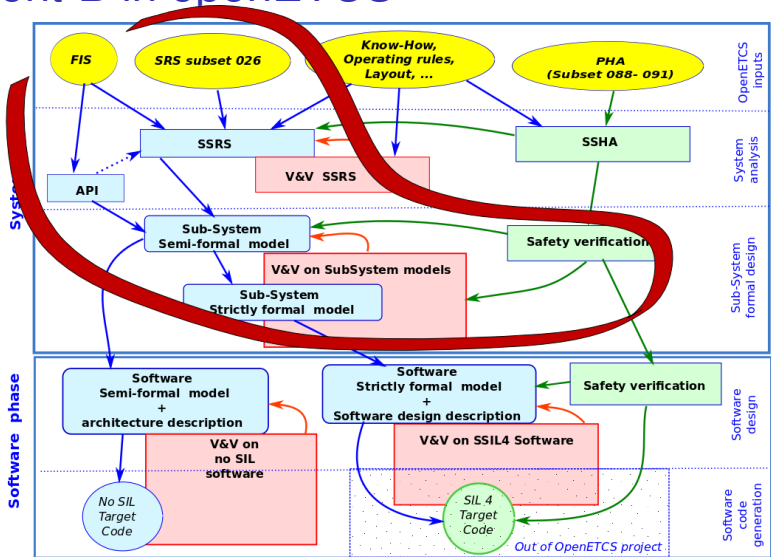 in openETCS
FIS
SRS subset 026
Know-How,
Operating rules,
Layout, ...
PHA
(Subset 088- 091)
OpenETCS
inputs
SSRS
SSHA
V&V SSRS
API
System
analysis
Syste
Sub-System
Semi-formal model
Safety verification
V&V on SubSystem models
Sub-System
Strictly formal model
Sub-System
formal design
Software
Semi-formal model
+
architecture description
Software
Strictly formal model
+
Software design description
Safety verification
Software
design
Software phase
V&V on
no SIL
software
V&V on SSIL4 Software
No SIL
Target
Code
SIL 4
Target
Code
Out of OpenETCS project
Software
code
generation